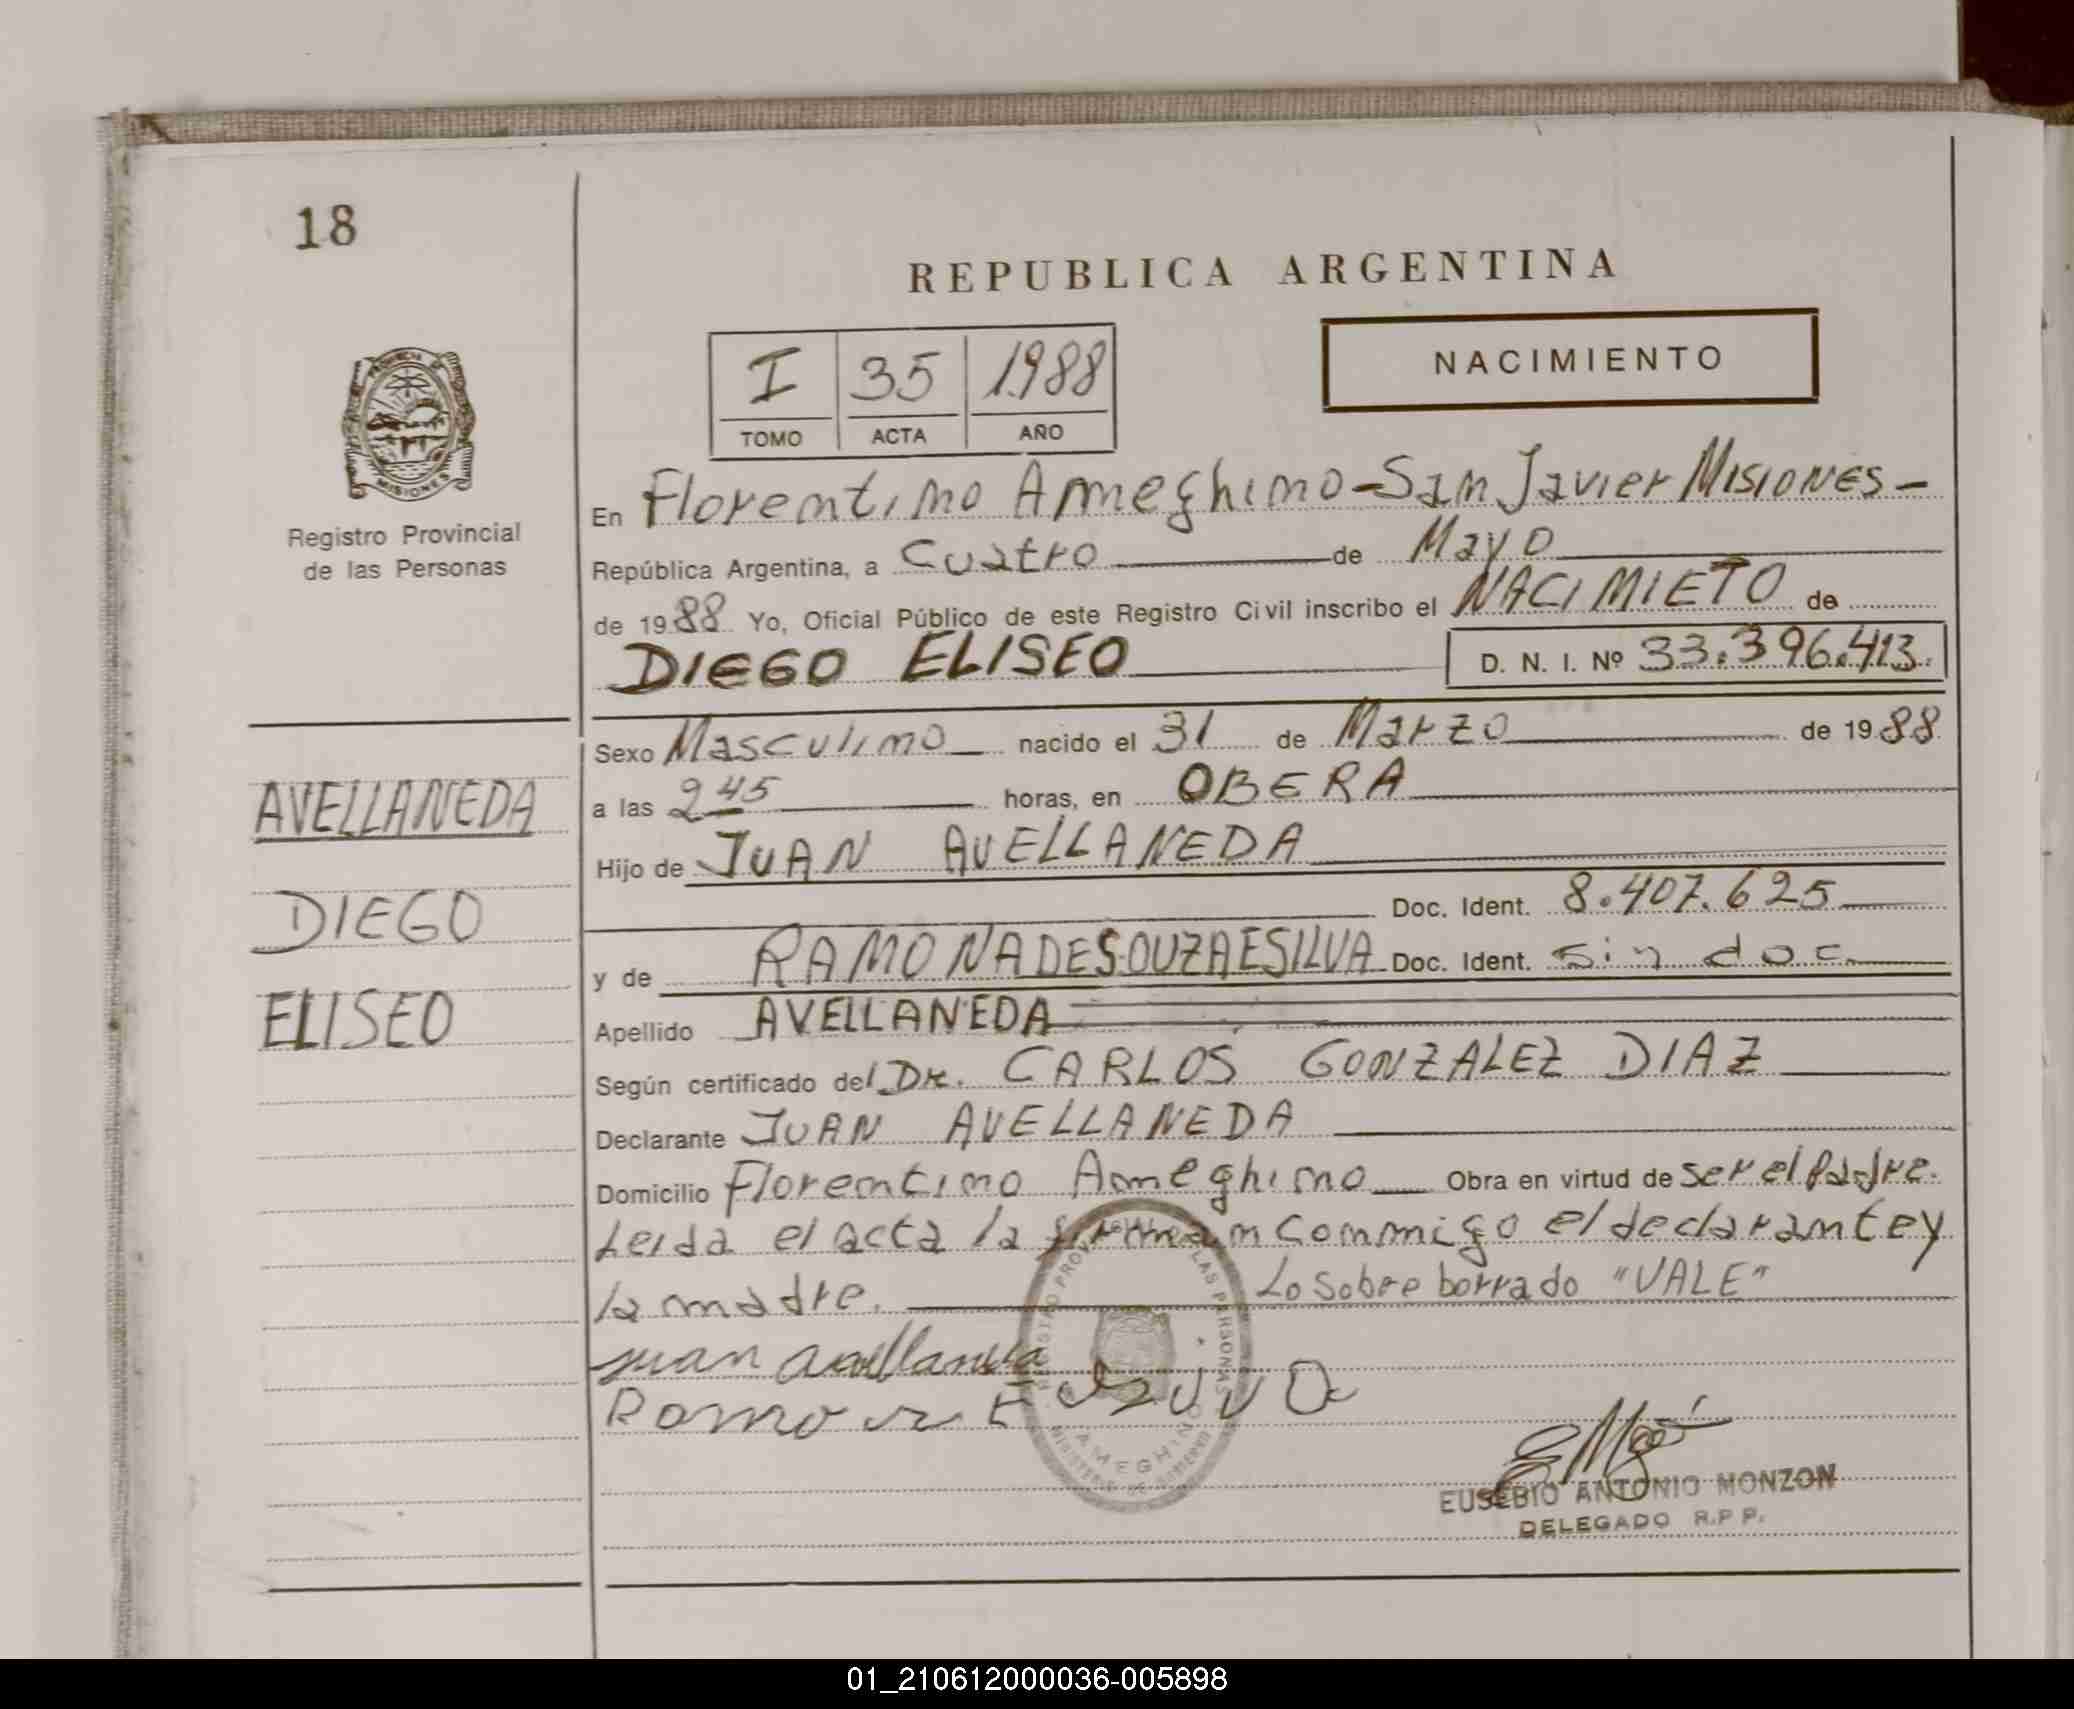 18
REPUBLICA ARGENTINA
I 35 1.988
TOMO ACTA AÑO
NACIMIENTO
MISIONES
Registro Provincial
de las Personas
En Florentino Ameghino - San Javier MISIONES -
República Argentina, a Cuatro de Mayo
de 1988 Yo, Oficial Público de este Registro Civil inscribo el NACIMIETO de
DIEGO ELISEO D. N. I. Nº 33.396.413.
Sexo Masculino nacido el 31 de Marzo de 1988
a las 2 45 horas, en OBERA
Hijo de JUAN AVELLANEDA
Doc. Ident. 8.407.625
y de RAMONA DE SOUZA E SILVA Doc. Ident. sin doc.
Apellido AVELLANEDA
Según certificado del Dr. CARLOS GONZALEZ DIAZ
Declarante JUAN AVELLANEDA
Domicilio Florentino Ameghino Obra en virtud de ser el Padre.
Leida el acta la firman conmigo el declarante y
la madre. Lo sobre borrado "VALE"
AVELLANEDA
DIEGO
ELISEO
Juan Avellaneda
EUSEBIO ANTONIO MONZON
DELEGADO R.P.P.
01_210612000036-005898